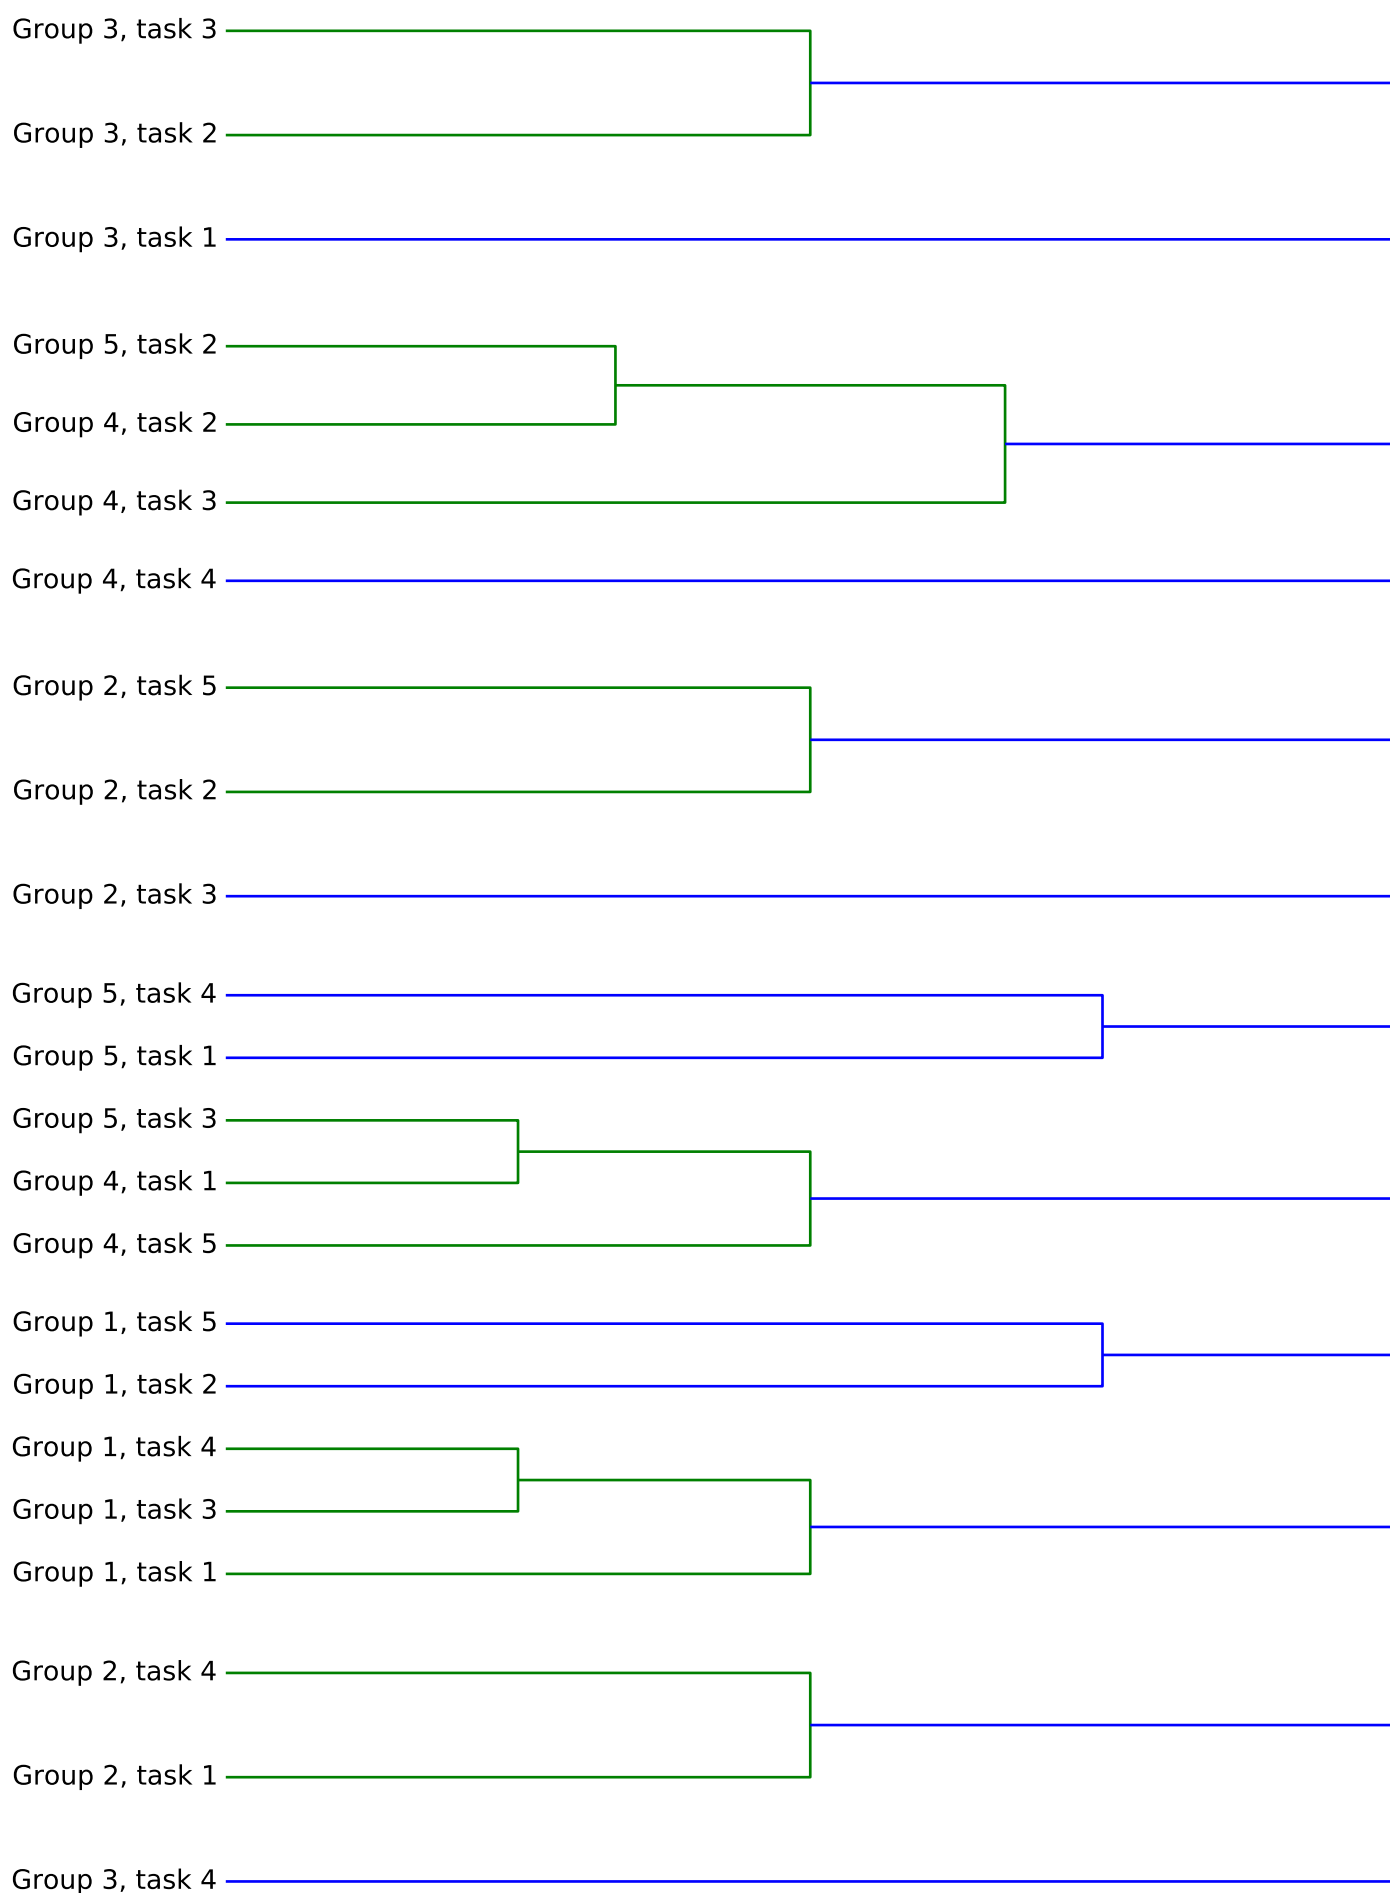 Group 3, task 3
Group 3, task 2
Group 3, task 1
Group 5, task 2
Group 4, task 2
Group 4, task 3
Group 4, task 4
Group 2, task 5
Group 2, task 2
Group 2, task 3
Group 5, task 4
Group 5, task 1
Group 5, task 3
Group 4, task 1
Group 4, task 5
Group 1, task 5
Group 1, task 2
Group 1, task 4
Group 1, task 3
Group 1, task 1
Group 2, task 4
Group 2, task 1
Group 3, task 4